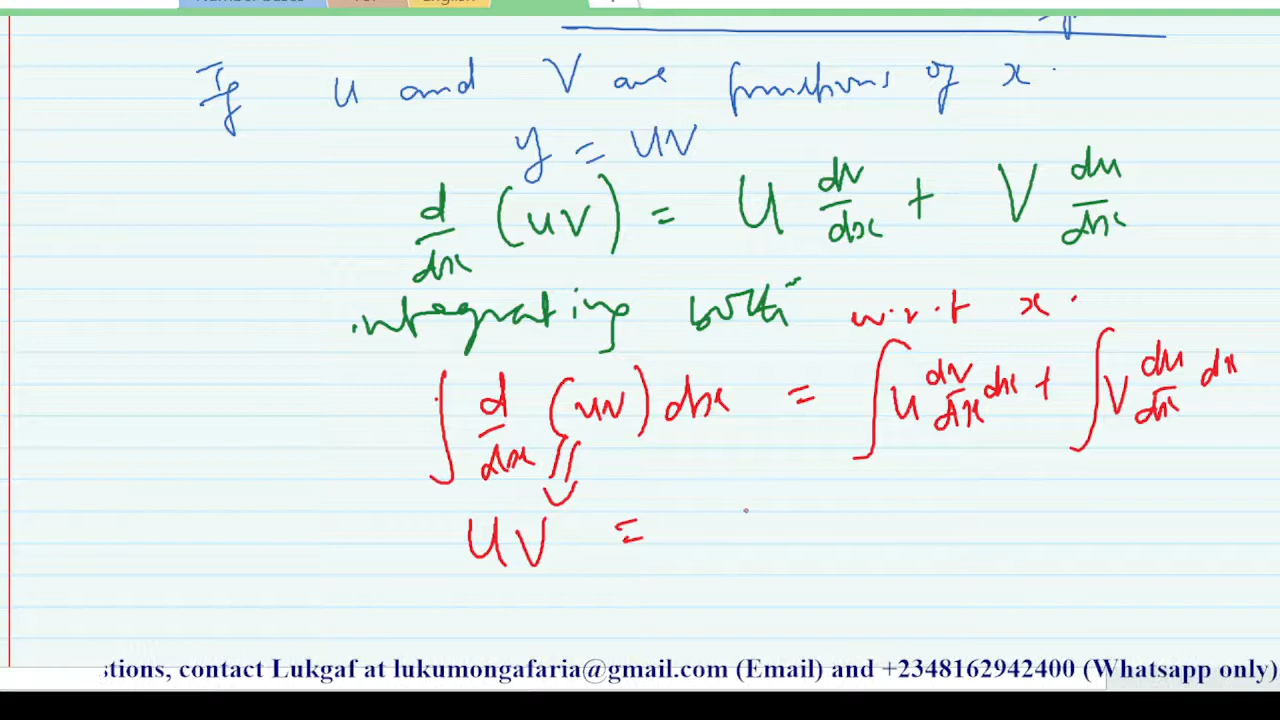 English
If u and V are functions of x.
y = uv
d/dx (uv) = U dv/dx + V du/dx
integrating both
w.r.t x.
∫ d/dx (uv) dx = ∫ u dv/dx dx + ∫ V du/dx dx
UV =
stions, contact Lukgaf at lukumongafaria@gmail.com (Email) and +2348162942400 (Whatsapp only)